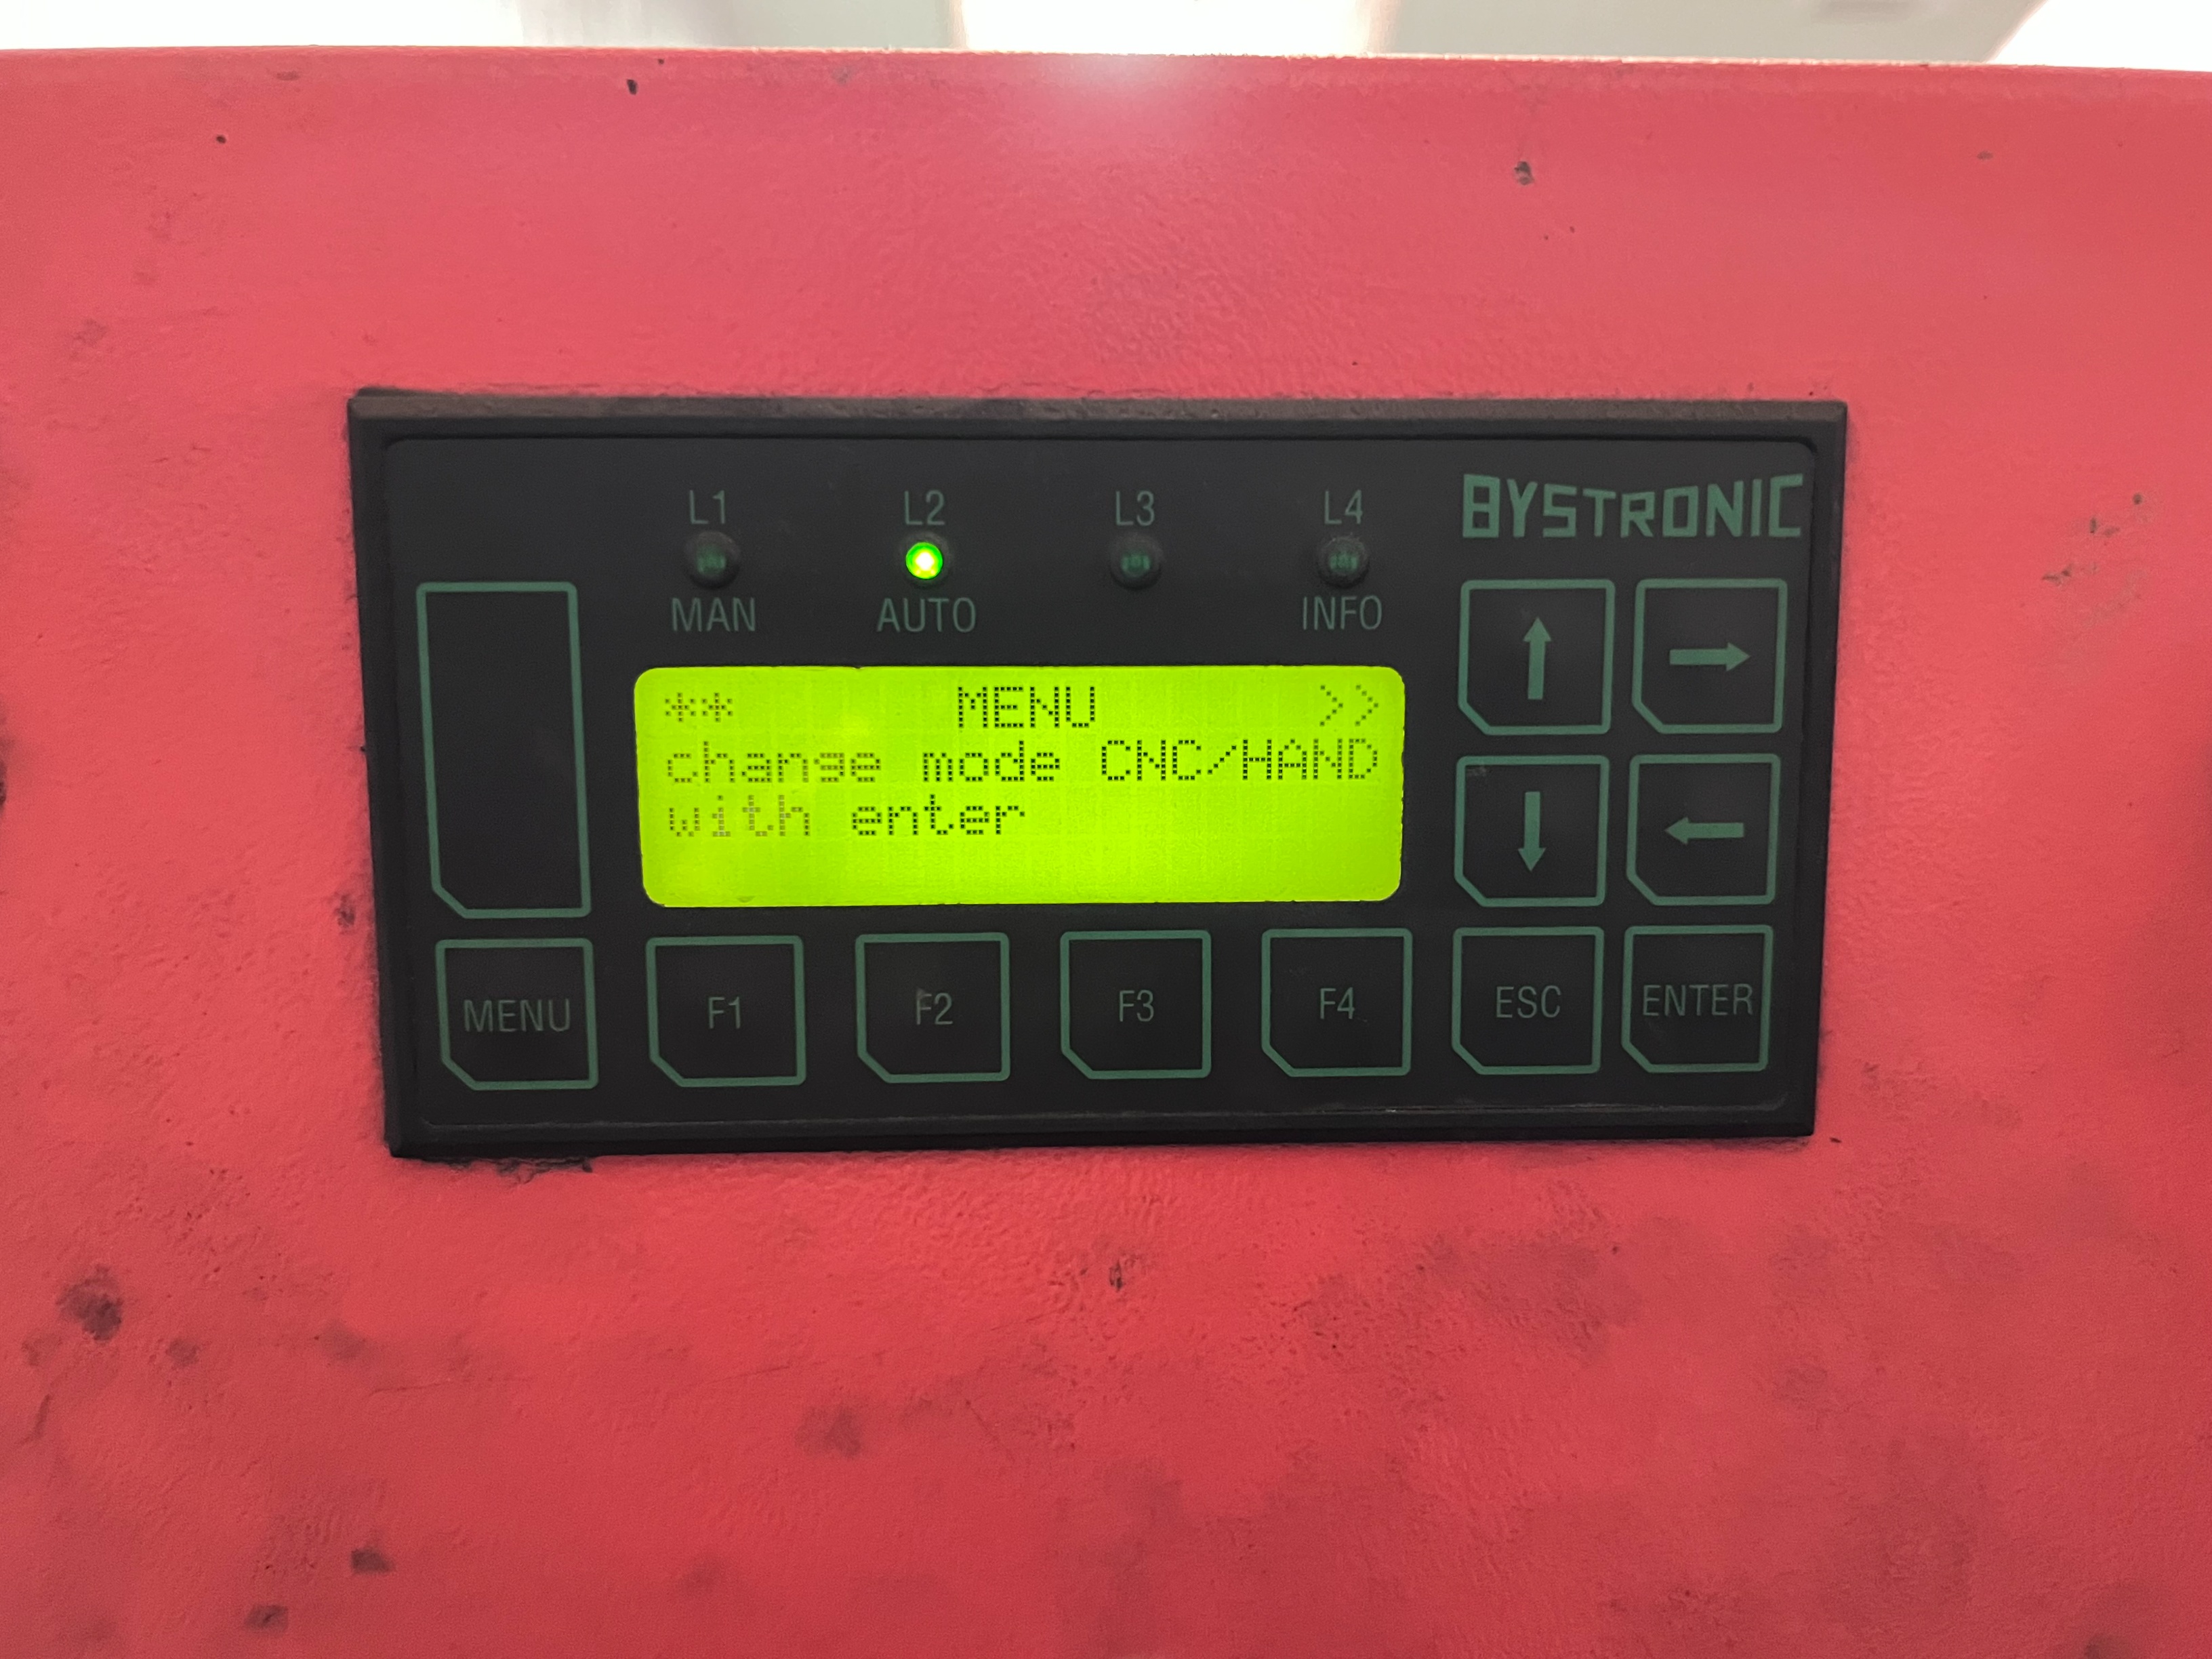 L1 L2 L3 L4 BYSTRONIC
MAN AUTO INFO
** MENU >>
change mode CNC/HAND
with enter
MENU F1 F2 F3 F4 ESC ENTER